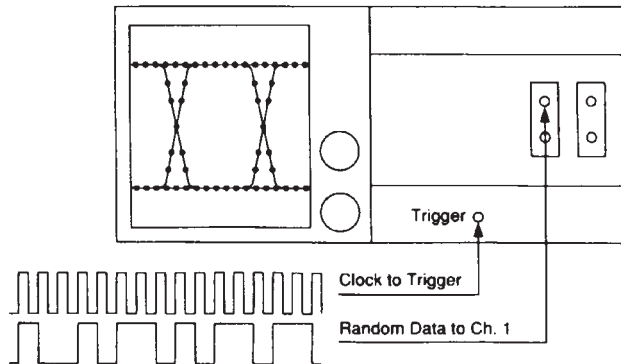 Trigger
Clock to Trigger
Random Data to Ch. 1